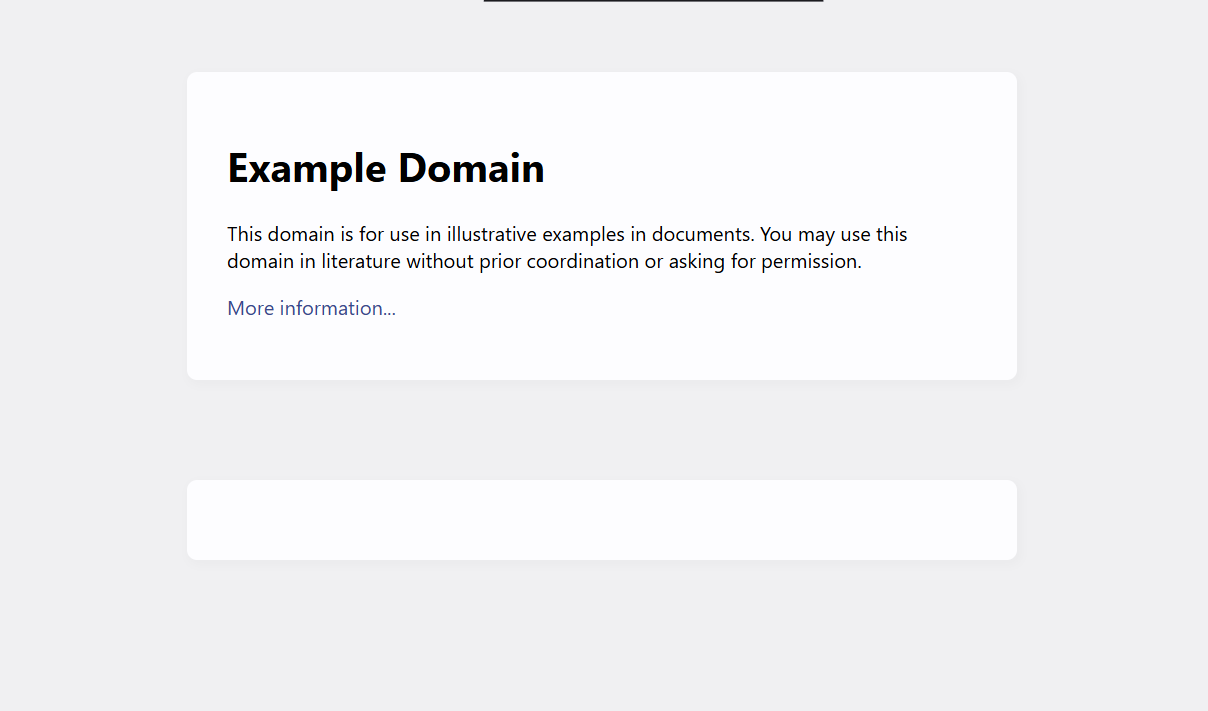 Example Domain
This domain is for use in illustrative examples in documents. You may use this
domain in literature without prior coordination or asking for permission.
More information...